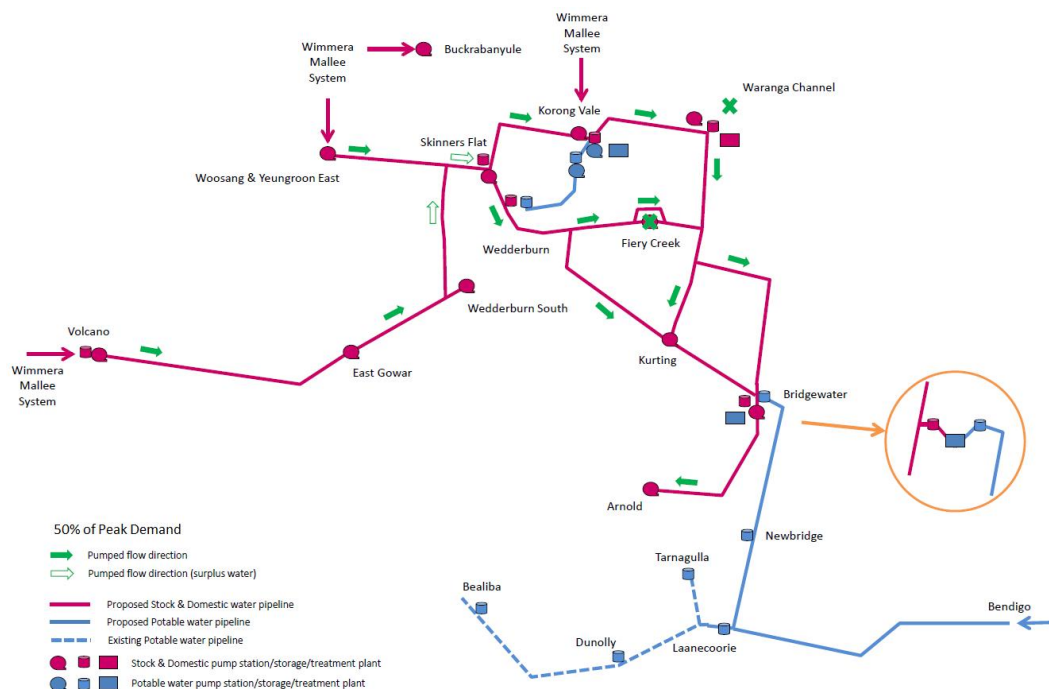 Wimmera
Mallee
System
Buckrabanyule
Wimmera
Mallee
System
Waranga Channel
Korong Vale
Skinners Flat
Woosang & Yeungroon East
Wedderburn
Fiery Creek
Wedderburn South
Volcano
Wimmera
Mallee
System
East Gowar
Kurting
Bridgewater
Arnold
Newbridge
Tarnagulla
Bealiba
Dunolly
Laanecoorie
Bendigo
50% of Peak Demand
Pumped flow direction
Pumped flow direction (surplus water)
Proposed Stock & Domestic water pipeline
Proposed Potable water pipeline
Existing Potable water pipeline
Stock & Domestic pump station/storage/treatment plant
Potable water pump station/storage/treatment plant